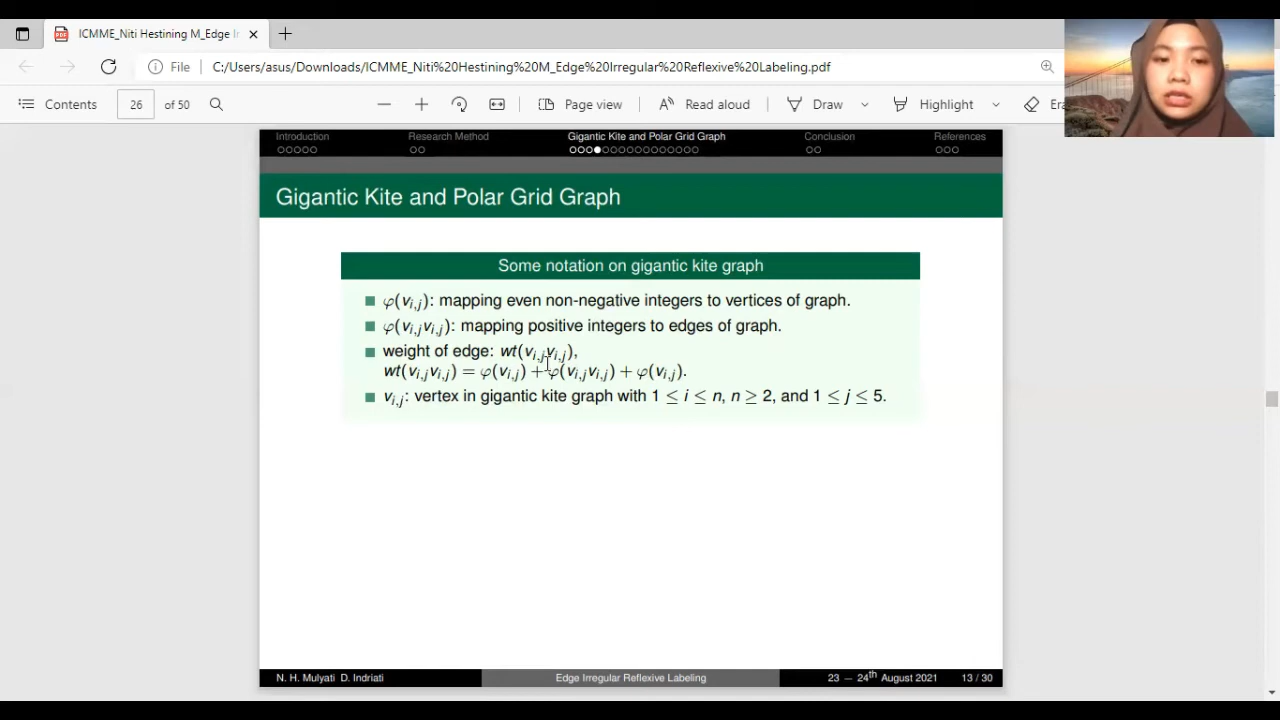 ICMME_Niti Hestining M_Edge Ir
File
C:/Users/asus/Downloads/ICMME_Niti%20Hestining%20M_Edge%20Irregular%20Reflexive%20Labeling.pdf
Contents
26
of 50
Page view
Read aloud
Draw
Highlight
Introduction
Research Method
Gigantic Kite and Polar Grid Graph
Conclusion
References
Gigantic Kite and Polar Grid Graph
Some notation on gigantic kite graph
φ(v_{i,j}): mapping even non-negative integers to vertices of graph.
φ(v_{i,j}v_{i,j}): mapping positive integers to edges of graph.
weight of edge: wt(v_{i,j}v_{i,j}),
wt(v_{i,j}v_{i,j}) = φ(v_{i,j}) + φ(v_{i,j}v_{i,j}) + φ(v_{i,j}).
v_{i,j}: vertex in gigantic kite graph with 1 ≤ i ≤ n, n ≥ 2, and 1 ≤ j ≤ 5.
N. H. Mulyati D. Indriati
Edge Irregular Reflexive Labeling
23 — 24th August 2021
13 / 30